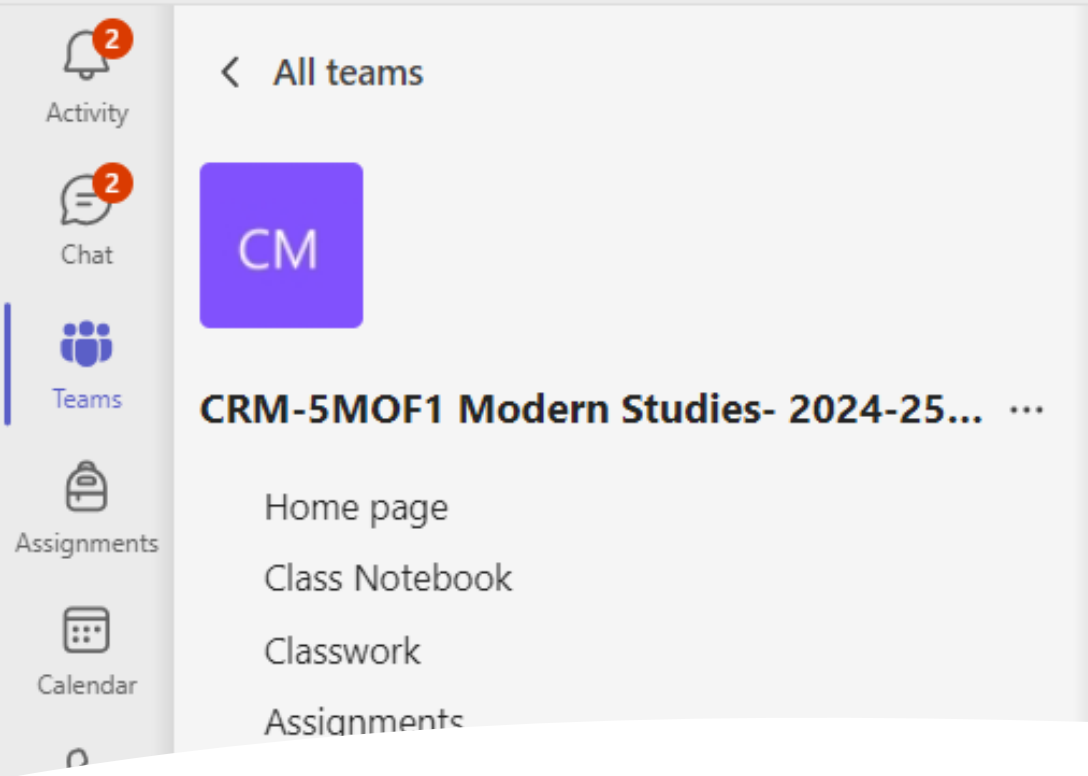 2
Activity
2
Chat
Teams
Assignments
Calendar
All teams
CM
CRM-5MOF1 Modern Studies- 2024-25... ...
Home page
Class Notebook
Classwork
Assignments